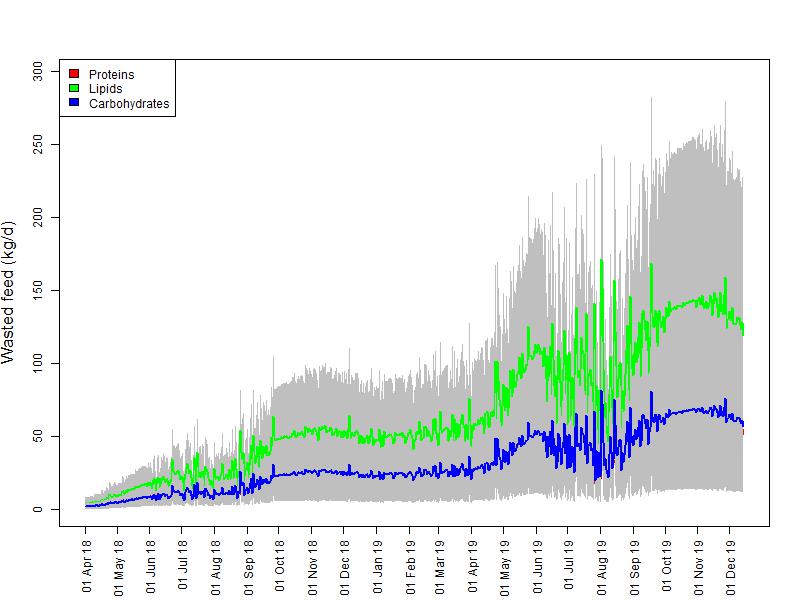 Proteins
Lipids
Carbohydrates
Wasted feed (kg/d)
300
250
200
150
100
50
0
01 Apr 18
01 May 18
01 Jun 18
01 Jul 18
01 Aug 18
01 Sep 18
01 Oct 18
01 Nov 18
01 Dec 18
01 Jan 19
01 Feb 19
01 Mar 19
01 Apr 19
01 May 19
01 Jun 19
01 Jul 19
01 Aug 19
01 Sep 19
01 Oct 19
01 Nov 19
01 Dec 19